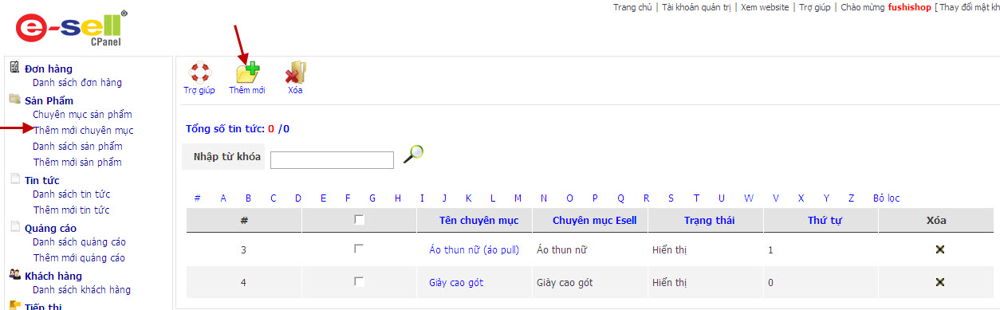 Trang chủ | Tài khoản quản trị | Xem website | Trợ giúp | Chào mừng fushishop [ Thay đổi mật kh
e-sell®
CPanel
Đơn hàng
Danh sách đơn hàng
Sản Phẩm
Chuyên mục sản phẩm
Thêm mới chuyên mục
Danh sách sản phẩm
Thêm mới sản phẩm
Tin tức
Danh sách tin tức
Thêm mới tin tức
Quảng cáo
Danh sách quảng cáo
Thêm mới quảng cáo
Khách hàng
Danh sách khách hàng
Tiếp thị
Trợ giúp Thêm mới Xóa
Tổng số tin tức: 0 /0
Nhập từ khóa
# A B C D E F G H I J K L M N O P Q R S T U W V X Y Z Bỏ lọc
# Tên chuyên mục Chuyên mục Esell Trạng thái Thứ tự Xóa
3 Áo thun nữ (áo pull) Áo thun nữ Hiển thị 1
4 Giày cao gót Giày cao gót Hiển thị 0